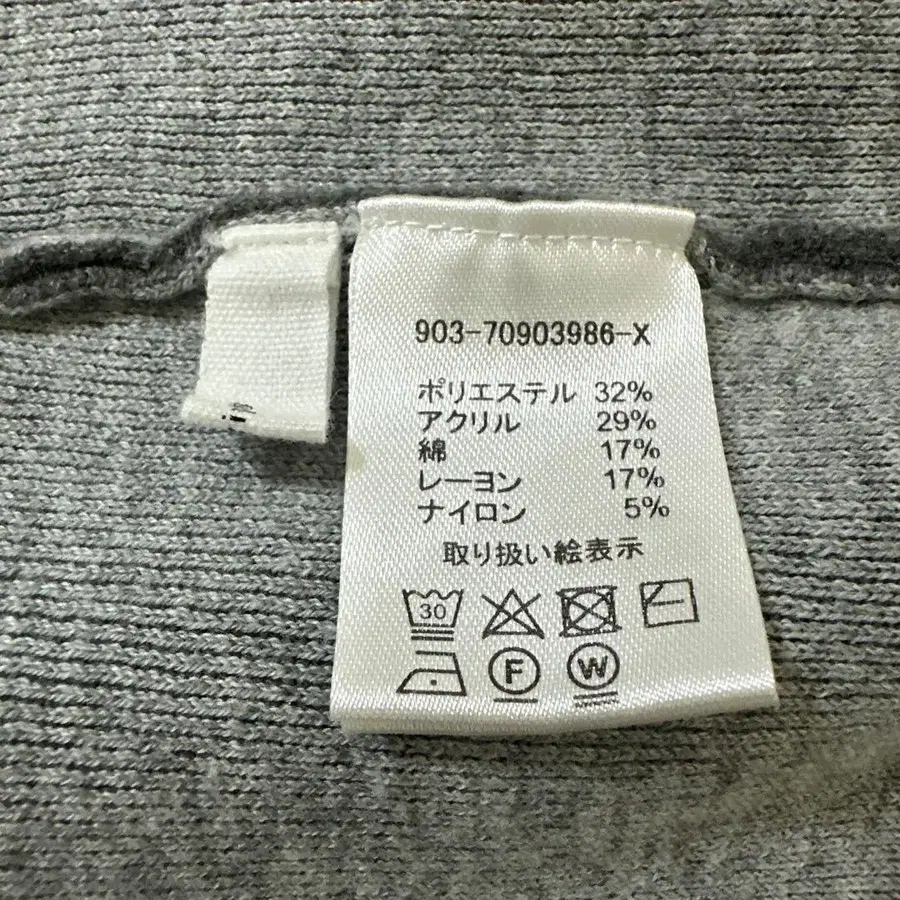 903-70903986-X
ポリエステル 32%
アクリル 29%
綿 17%
レーヨン 17%
ナイロン 5%
取り扱い絵表示
30
F W